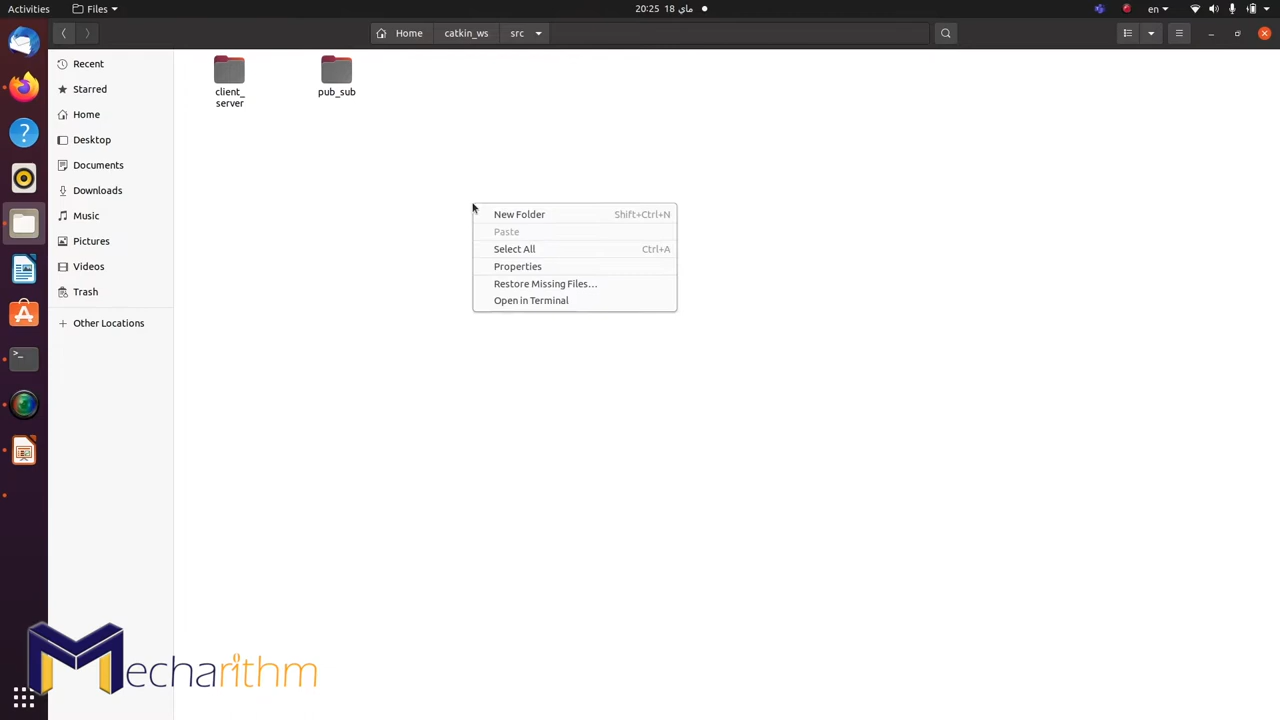 Activities Files 20:25 18 ماي en
Home catkin_ws src
Recent
Starred
Home
Desktop
Documents
Downloads
Music
Pictures
Videos
Trash
Other Locations
client_
server
pub_sub
New Folder Shift+Ctrl+N
Paste
Select All Ctrl+A
Properties
Restore Missing Files…
Open in Terminal
Mecharithm